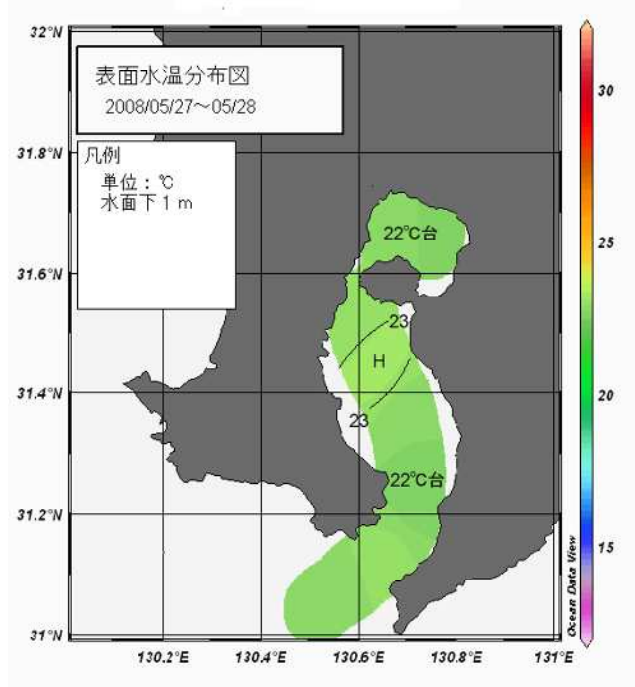 表面水温分布図
2008/05/27～05/28
凡例
単位：℃
水面下１ｍ
32°N
31.8°N
31.6°N
31.4°N
31.2°N
31°N
130.2°E
130.4°E
130.6°E
130.8°E
131°E
22℃台
23
H
23
22℃台
30
25
20
15
Ocean Data View